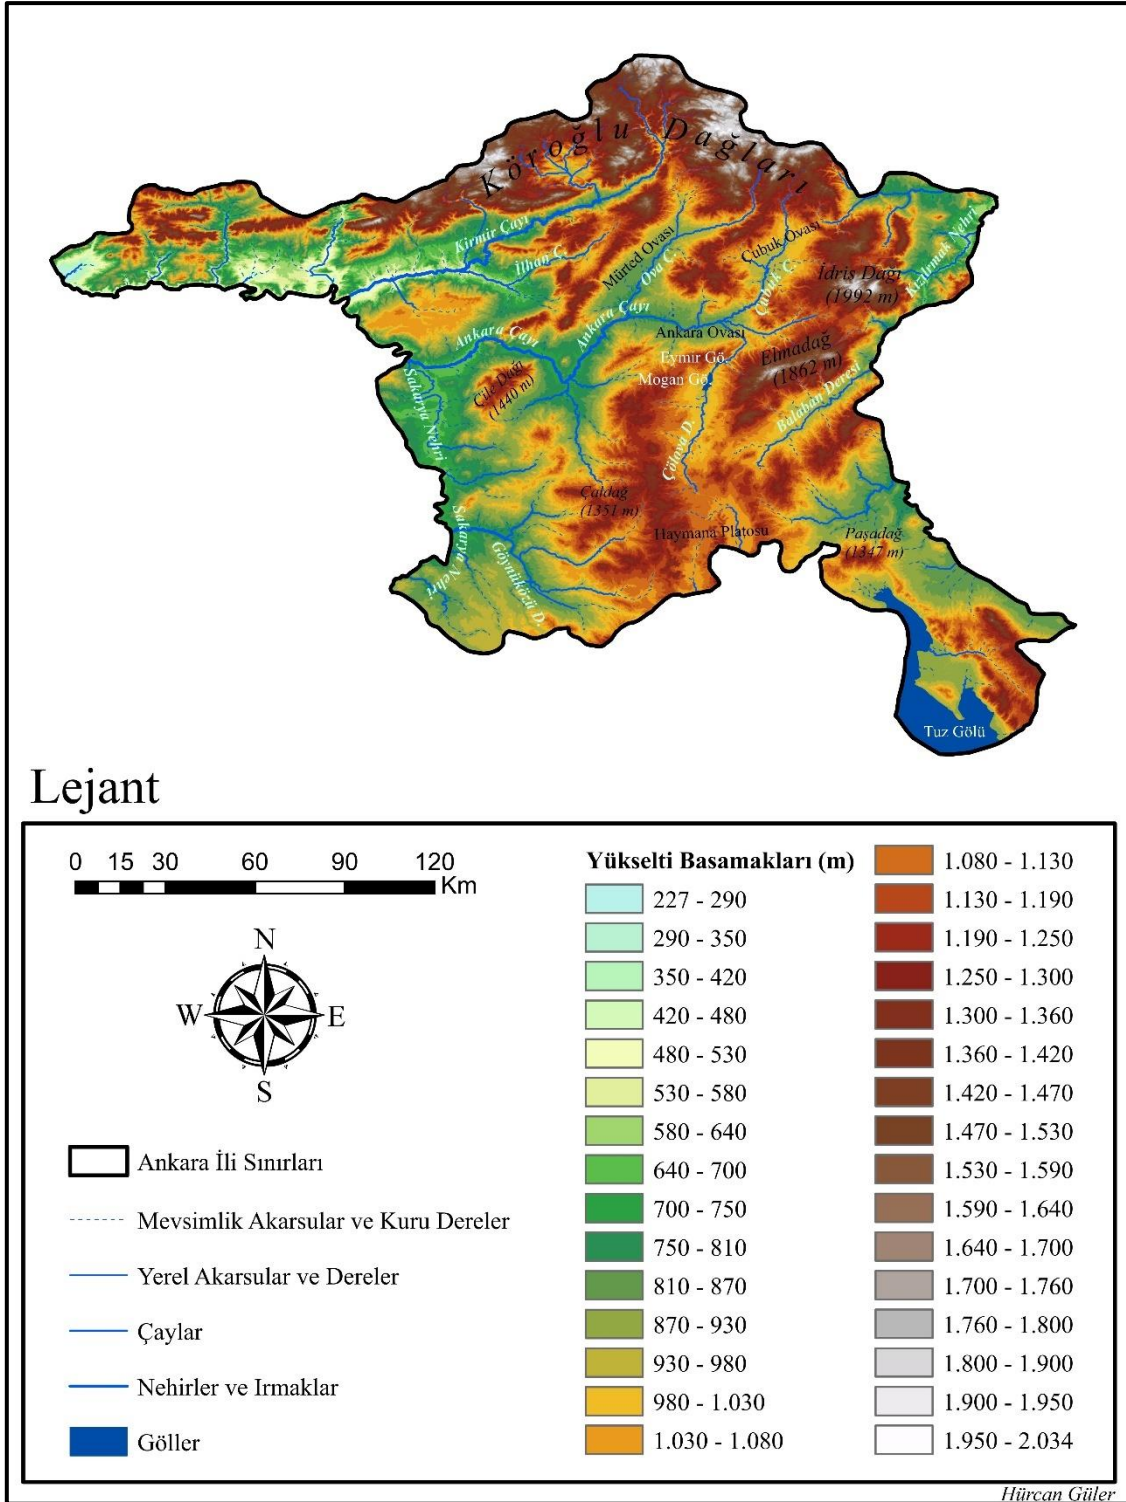 Köroğlu Dağları
Kirmir Çayı
İlhan Ç.
Mürted Ovası
Ova Ç.
Çubuk Ovası
Çubuk Ç.
İdris Dağı
(1992 m)
Kızılırmak Nehri
Ankara Çayı
Ankara Çayı
Ankara Ovası
Eymir Gö.
Mogan Gö.
Elmadağ
(1862 m)
Balaban Deresi
Çile Dağı
(1440 m)
Sakarya Nehri
Çölova D.
Çaldağ
(1351 m)
Haymana Platosu
Paşadağ
(1347 m)
Sakarya Nehri
Göynüközü D.
Tuz Gölü
Lejant
0 15 30 60 90 120
Km
N
W E
S
Ankara İli Sınırları
Mevsimlik Akarsular ve Kuru Dereler
Yerel Akarsular ve Dereler
Çaylar
Nehirler ve Irmaklar
Göller
Yükselti Basamakları (m)
227 - 290
290 - 350
350 - 420
420 - 480
480 - 530
530 - 580
580 - 640
640 - 700
700 - 750
750 - 810
810 - 870
870 - 930
930 - 980
980 - 1.030
1.030 - 1.080
1.080 - 1.130
1.130 - 1.190
1.190 - 1.250
1.250 - 1.300
1.300 - 1.360
1.360 - 1.420
1.420 - 1.470
1.470 - 1.530
1.530 - 1.590
1.590 - 1.640
1.640 - 1.700
1.700 - 1.760
1.760 - 1.800
1.800 - 1.900
1.900 - 1.950
1.950 - 2.034
Hürcan Güler